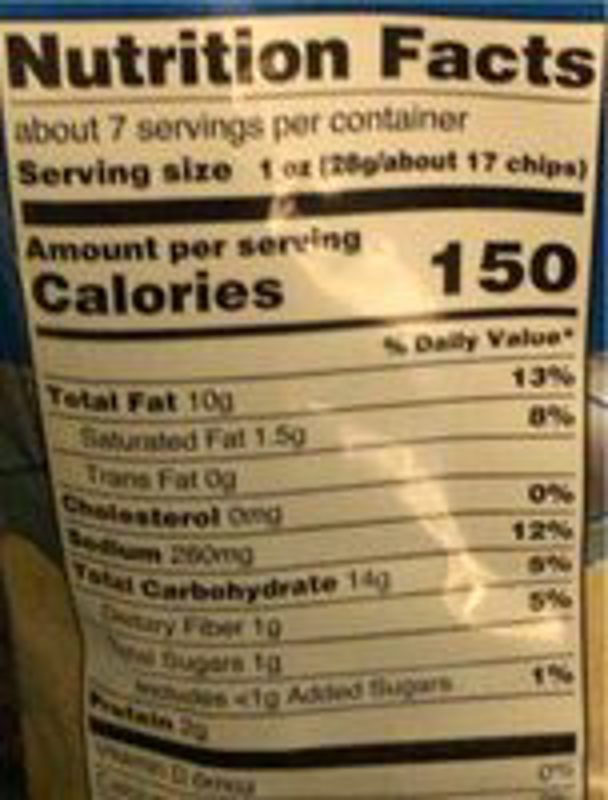 Nutrition Facts
about 7 servings per container
Serving size 1 oz (28g/about 17 chips)
Amount per serving
Calories 150
% Daily Value*
Total Fat 10g 13%
Saturated Fat 1.5g 8%
Trans Fat 0g
Cholesterol 0mg 0%
Sodium 280mg 12%
Total Carbohydrate 14g 5%
Dietary Fiber 1g 5%
Total Sugars 1g
Includes <1g Added Sugars 1%
Protein 2g
Vitamin D 0mcg 0%